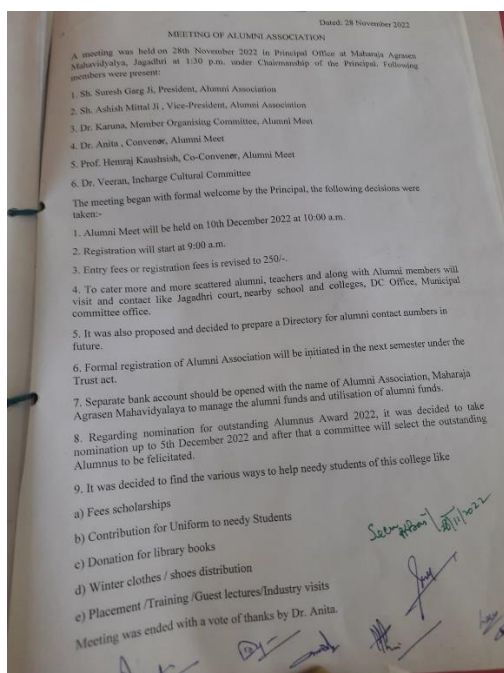 Dated: 28 November 2022
MEETING OF ALUMNI ASSOCIATION
A meeting was held on 28th November 2022 in Principal Office at Maharaja Agrasen
Mahavidyalya, Jagadhri at 1:30 p.m. under Chairmanship of the Principal. Following
members were present:
1. Sh. Suresh Garg Ji, President, Alumni Association
2. Sh. Ashish Mittal Ji , Vice-President, Alumni Association
3. Dr. Karuna, Member Organising Committee, Alumni Meet
4. Dr. Anita , Convener, Alumni Meet
5. Prof. Hemraj Kaushsish, Co-Convener, Alumni Meet
6. Dr. Veeran, Incharge Cultural Committee
The meeting began with formal welcome by the Principal, the following decisions were
taken:-
1. Alumni Meet will be held on 10th December 2022 at 10:00 a.m.
2. Registration will start at 9:00 a.m.
3. Entry fees or registration fees is revised to 250/-.
4. To cater more and more scattered alumni, teachers and along with Alumni members will
visit and contact like Jagadhri court, nearby school and colleges, DC Office, Municipal
committee office.
5. It was also proposed and decided to prepare a Directory for alumni contact numbers in
future.
6. Formal registration of Alumni Association will be initiated in the next semester under the
Trust act.
7. Separate bank account should be opened with the name of Alumni Association, Maharaja
Agrasen Mahavidyalaya to manage the alumni funds and utilisation of alumni funds.
8. Regarding nomination for outstanding Alumnus Award 2022, it was decided to take
nomination up to 5th December 2022 and after that a committee will select the outstanding
Alumnus to be felicitated.
9. It was decided to find the various ways to help needy students of this college like
a) Fees scholarships
b) Contribution for Uniform to needy Students
c) Donation for library books
d) Winter clothes / shoes distribution
e) Placement /Training /Guest lectures/Industry visits
Meeting was ended with a vote of thanks by Dr. Anita.
28/11/2022